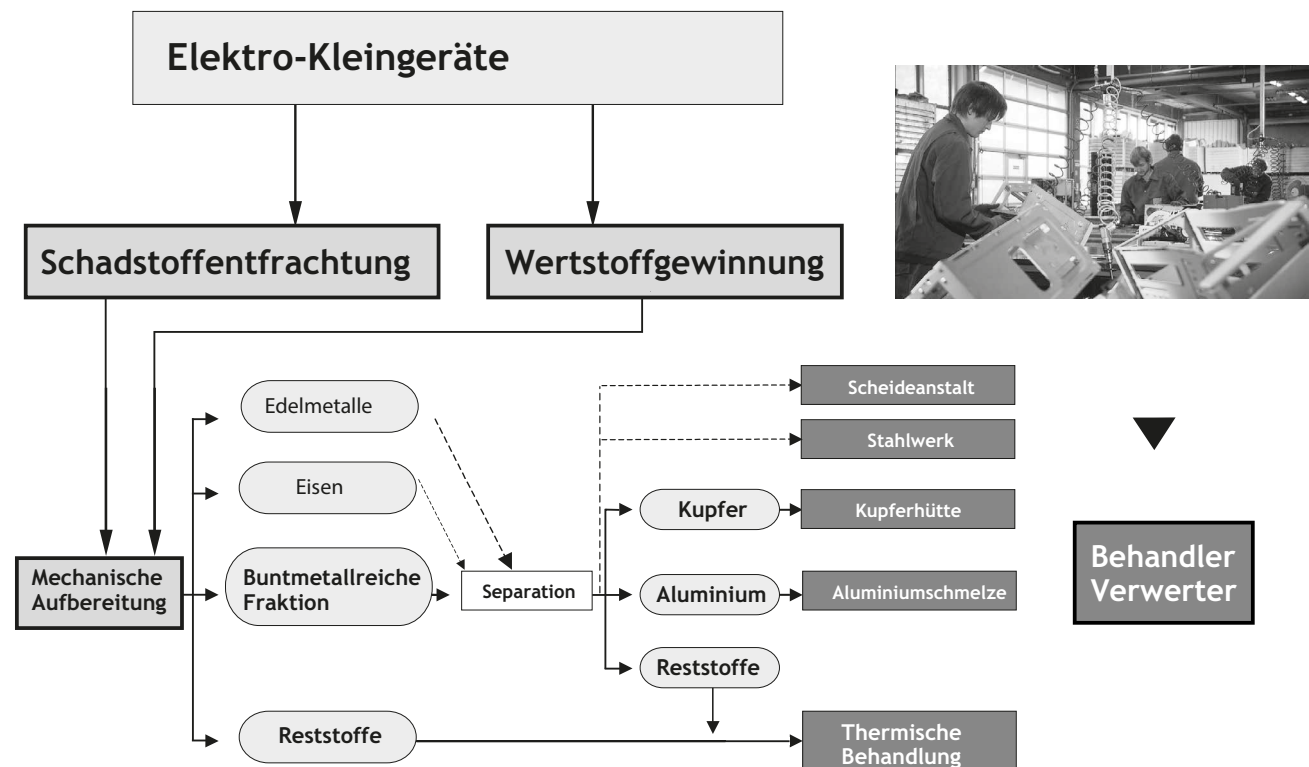 Elektro-Kleingeräte
Schadstoffentfrachtung
Wertstoffgewinnung
Edelmetalle
Scheideanstalt
Stahlwerk
Eisen
Kupfer
Kupferhütte
Mechanische
Aufbereitung
Buntmetallreiche
Fraktion
Separation
Aluminium
Aluminiumschmelze
Behandler
Verwerter
Reststoffe
Reststoffe
Thermische
Behandlung